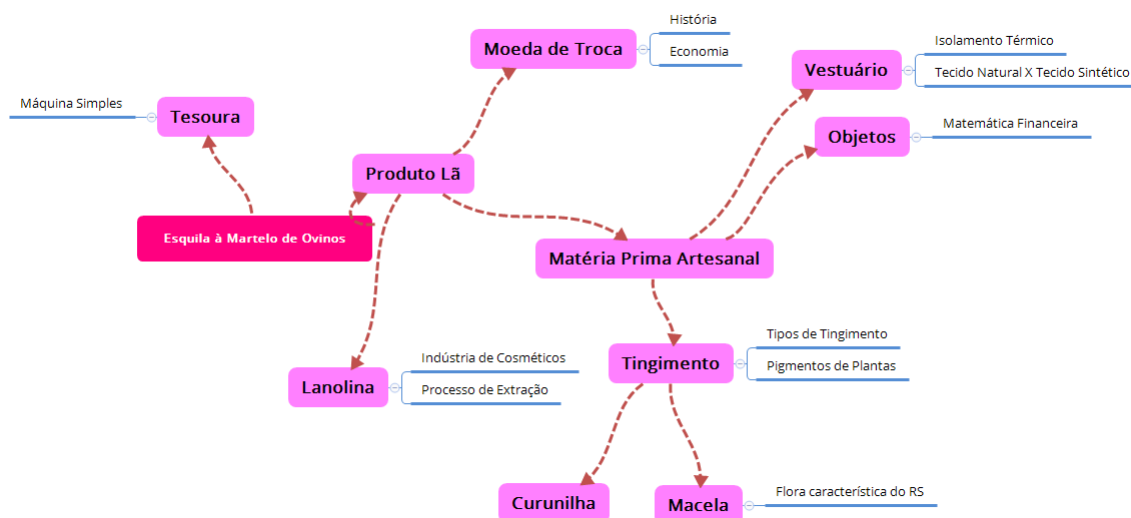 História
Moeda de Troca
Economia
Isolamento Térmico
Vestuário
Tecido Natural X Tecido Sintético
Máquina Simples
Tesoura
Matemática Financeira
Objetos
Produto Lã
Esquila à Martelo de Ovinos
Matéria Prima Artesanal
Tipos de Tingimento
Tingimento
Pigmentos de Plantas
Indústria de Cosméticos
Lanolina
Processo de Extração
Curunilha
Macela
Flora característica do RS